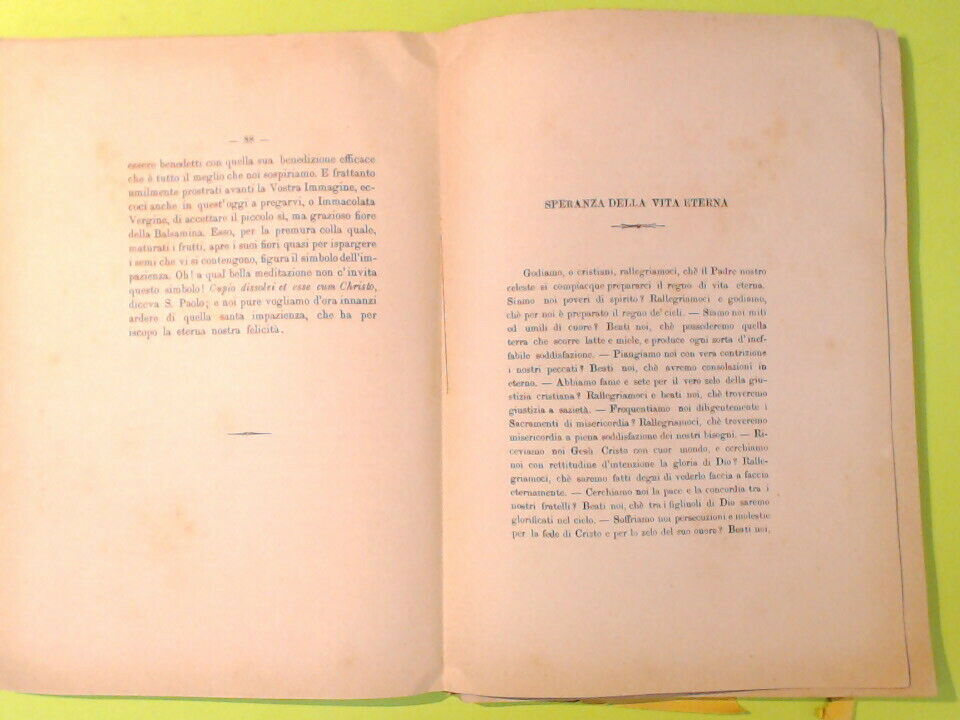 — 88 —
essere benedetti con quella sua benedizione efficace
che è tutto il meglio che noi sospiriamo. E frattanto
umilmente prostrati avanti la Vostra Immagine, ec-
coci anche in quest'oggi a pregarvi, o Immacolata
Vergine, di accettare il piccolo sì, ma grazioso fiore
della Balsamina. Esso, per la premura colla quale,
maturati i frutti, apre i suoi fiori quasi per ispargere
i semi che vi si contengono, figura il simbolo dell'im-
pazienza. Oh! a qual bella meditazione non c'invita
questo simbolo! Cupio dissolvi et esse cum Christo,
diceva S. Paolo; e noi pure vogliamo d'ora innanzi
ardere di quella santa impazienza, che ha per
iscopo la eterna nostra felicità.
SPERANZA DELLA VITA ETERNA
Godiamo, o cristiani, rallegriamoci, chè il Padre nostro
celeste si compiacque prepararci il regno di vita eterna.
Siamo noi poveri di spirito? Rallegriamoci e godiamo,
chè per noi è preparato il regno de' cieli. — Siamo noi miti
ed umili di cuore? Beati noi, chè possederemo quella
terra che scorre latte e miele, e produce ogni sorta d'inef-
fabile soddisfazione. — Piangiamo noi con vera contrizione
i nostri peccati? Beati noi, chè avremo consolazioni in
eterno. — Abbiamo fame e sete per il vero zelo della giu-
stizia cristiana? Rallegriamoci e beati noi, chè troveremo
giustizia a sazietà. — Frequentiamo noi diligentemente i
Sacramenti di misericordia? Rallegriamoci, chè troveremo
misericordia a piena soddisfazione dei nostri bisogni. — Ri-
ceviamo noi Gesù Cristo con cuor mondo, e cerchiamo
noi con rettitudine d'intenzione la gloria di Dio? Ralle-
griamoci, chè saremo fatti degni di vederlo faccia a faccia
eternamente. — Cerchiamo noi la pace e la concordia tra i
nostri fratelli? Beati noi, chè tra i figliuoli di Dio saremo
glorificati nel cielo. — Soffriamo noi persecuzioni e molestie
per la fede di Cristo e per lo zelo del suo onore? Beati noi,